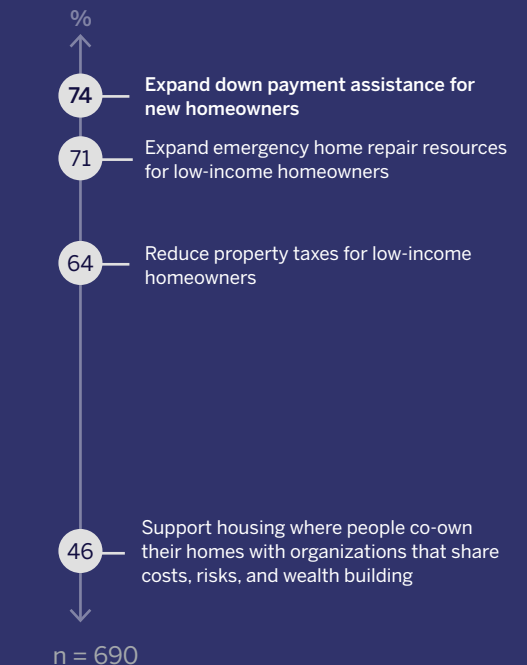 %
74
Expand down payment assistance for
new homeowners
71
Expand emergency home repair resources
for low-income homeowners
64
Reduce property taxes for low-income
homeowners
46
Support housing where people co-own
their homes with organizations that share
costs, risks, and wealth building
n = 690